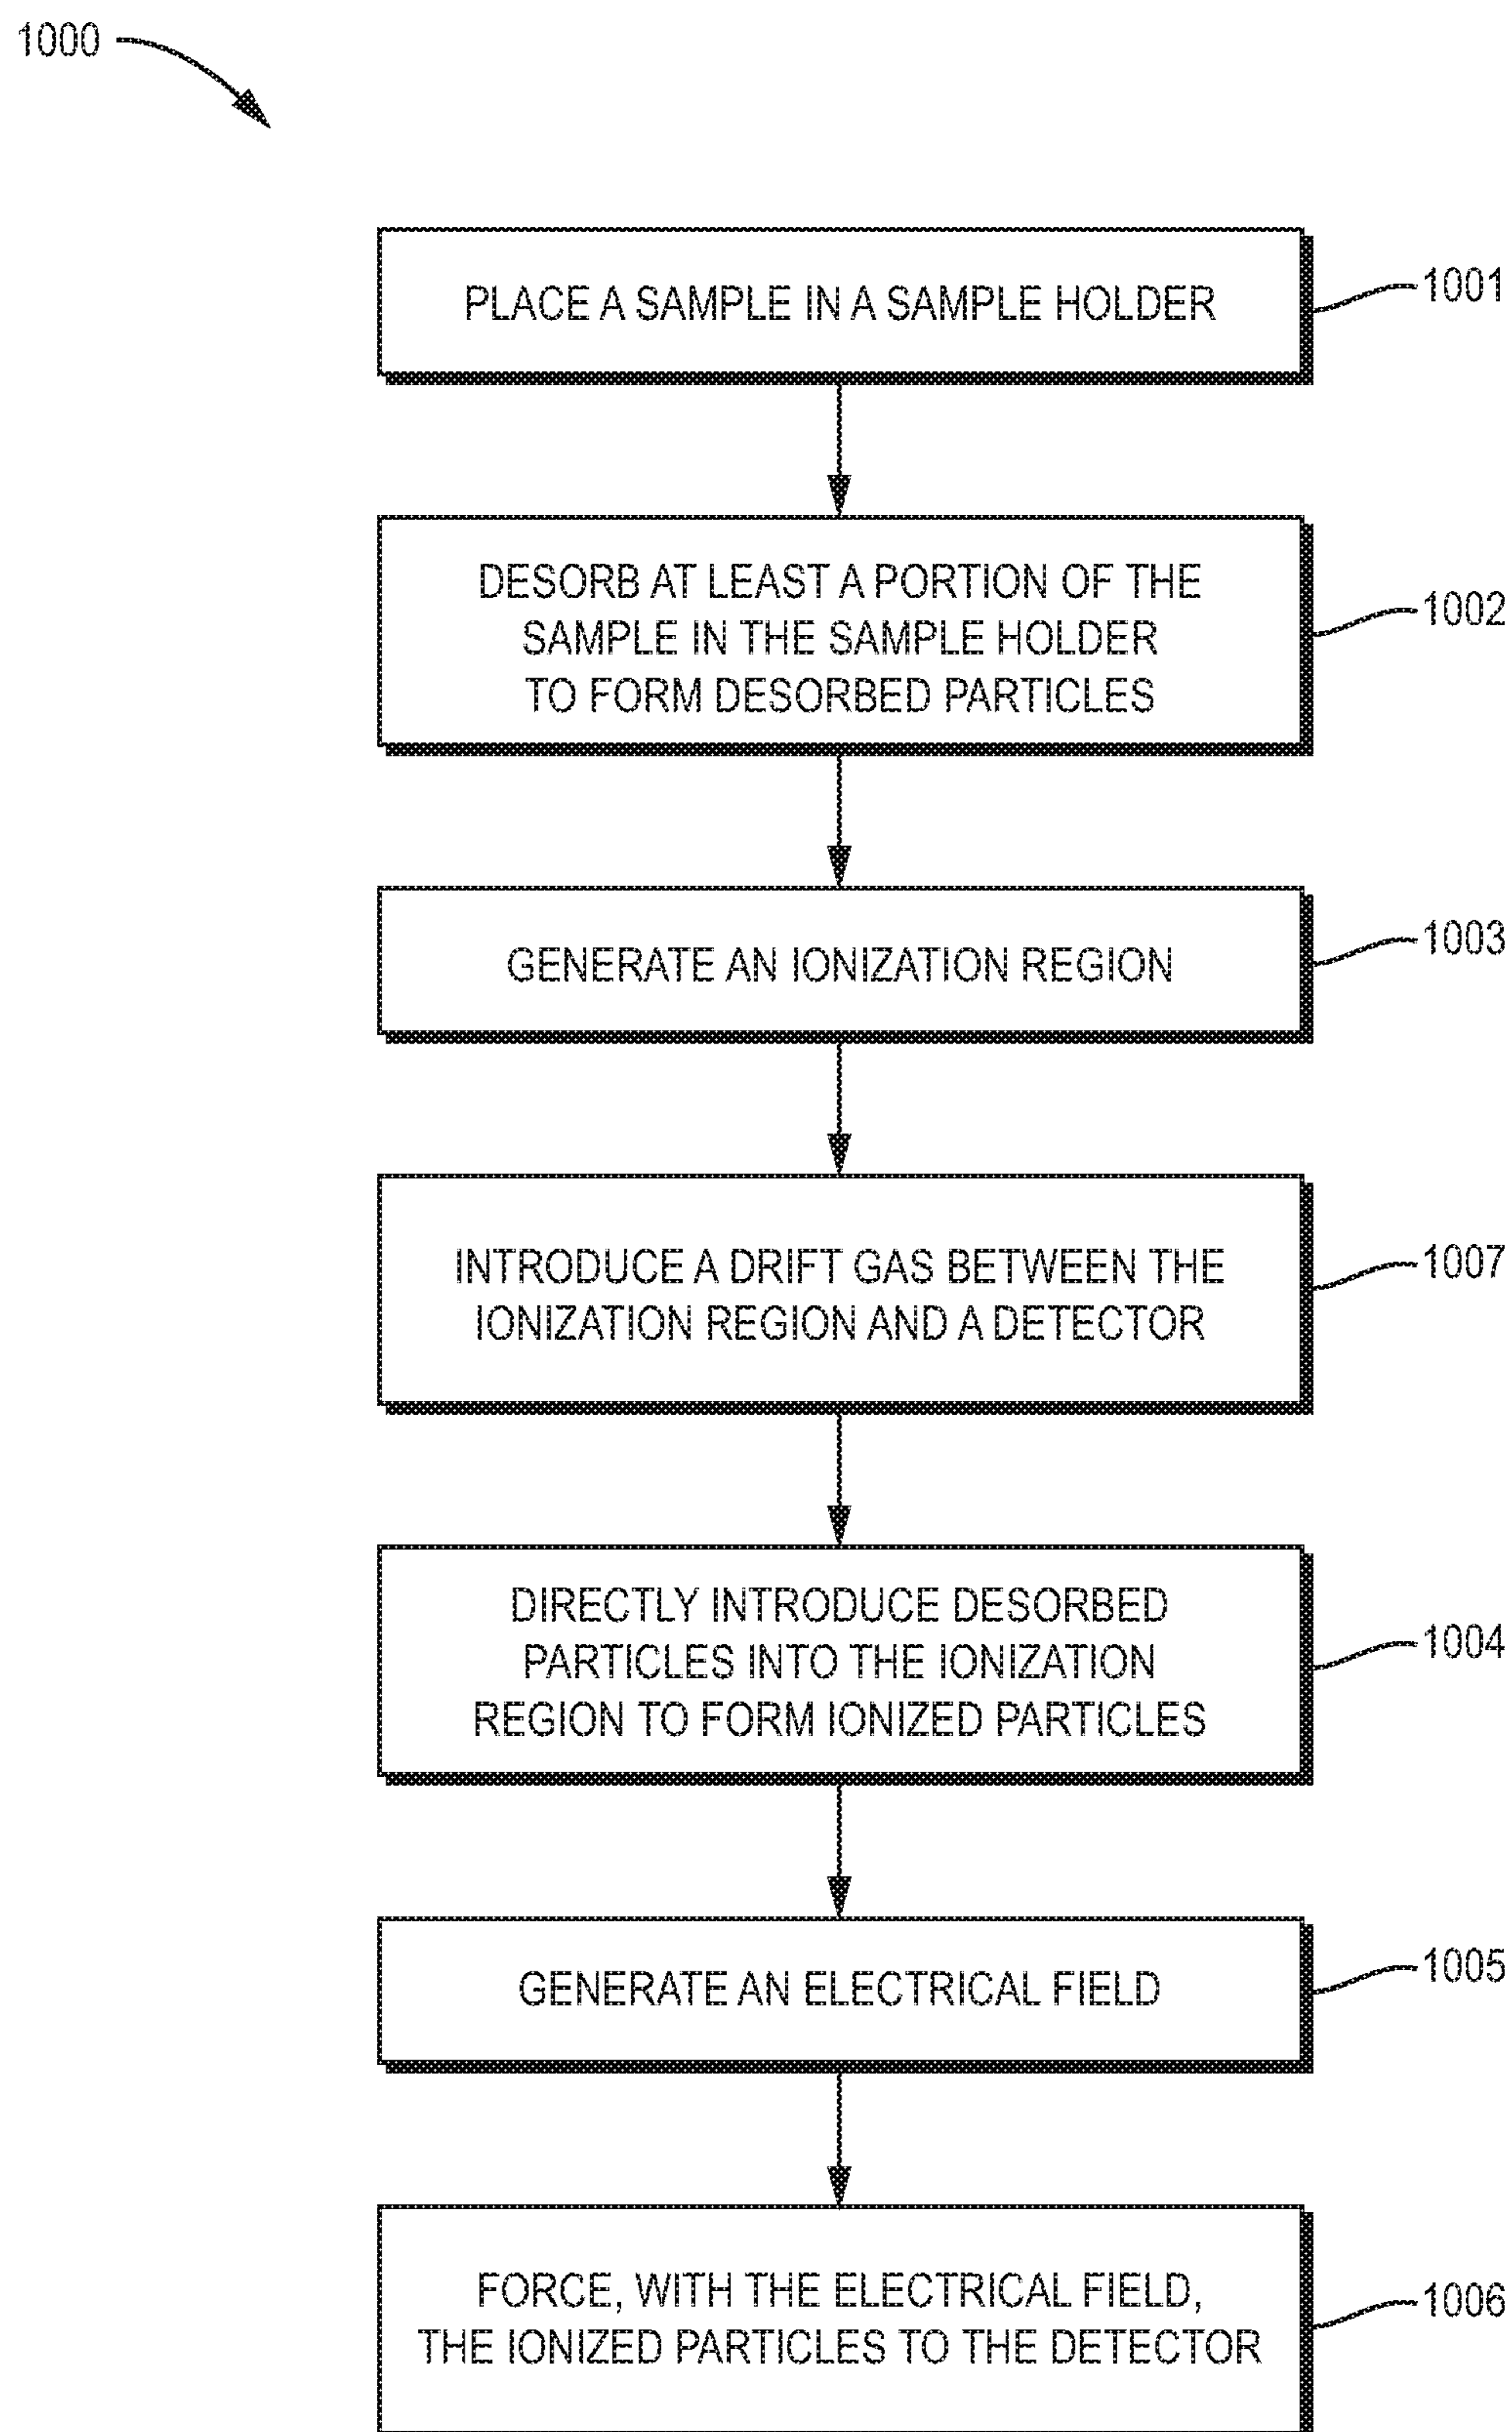 1000
PLACE A SAMPLE IN A SAMPLE HOLDER
1001
DESORB AT LEAST A PORTION OF THE
SAMPLE IN THE SAMPLE HOLDER
TO FORM DESORBED PARTICLES
1002
GENERATE AN IONIZATION REGION
1003
INTRODUCE A DRIFT GAS BETWEEN THE
IONIZATION REGION AND A DETECTOR
1007
DIRECTLY INTRODUCE DESORBED
PARTICLES INTO THE IONIZATION
REGION TO FORM IONIZED PARTICLES
1004
GENERATE AN ELECTRICAL FIELD
1005
FORCE, WITH THE ELECTRICAL FIELD,
THE IONIZED PARTICLES TO THE DETECTOR
1006